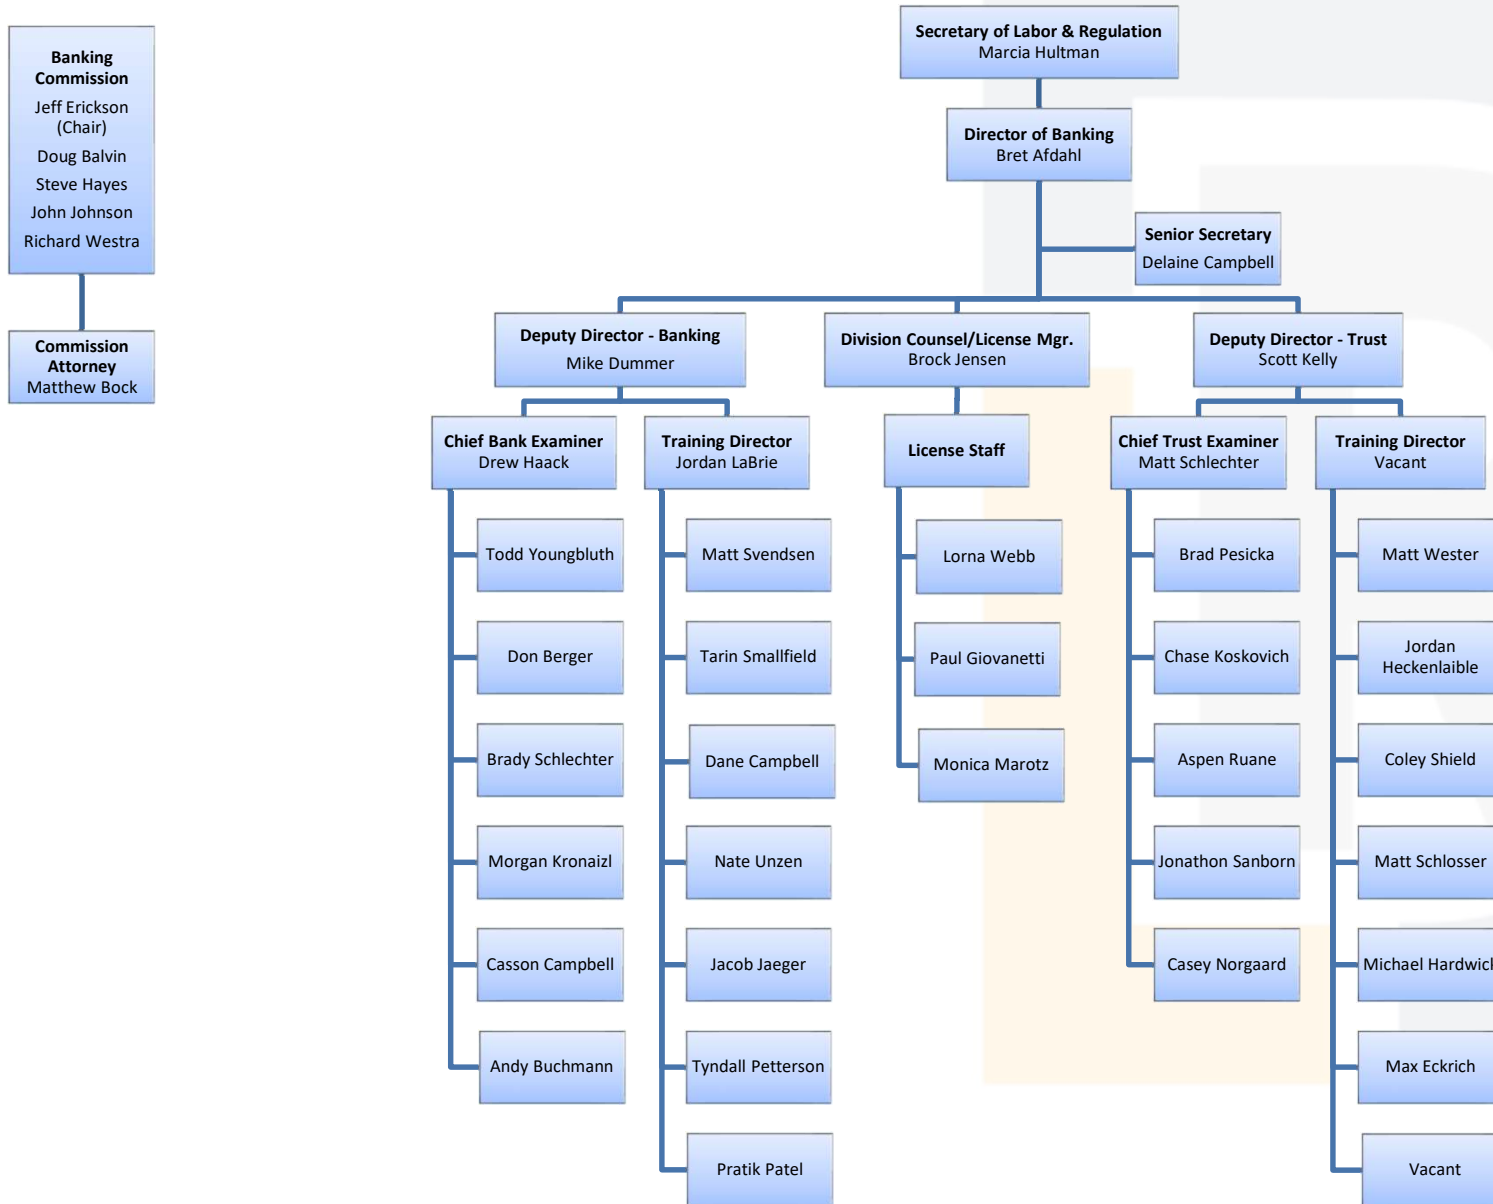 Banking
Commission
Jeff Erickson
(Chair)
Doug Balvin
Steve Hayes
John Johnson
Richard Westra
Commission
Attorney
Matthew Bock
Secretary of Labor & Regulation
Marcia Hultman
Director of Banking
Bret Afdahl
Senior Secretary
Delaine Campbell
Deputy Director - Banking
Mike Dummer
Division Counsel/License Mgr.
Brock Jensen
Deputy Director - Trust
Scott Kelly
Chief Bank Examiner
Drew Haack
Todd Youngbluth
Don Berger
Brady Schlechter
Morgan Kronaizl
Casson Campbell
Andy Buchmann
Training Director
Jordan LaBrie
Matt Svendsen
Tarin Smallfield
Dane Campbell
Nate Unzen
Jacob Jaeger
Tyndall Petterson
Pratik Patel
License Staff
Lorna Webb
Paul Giovanetti
Monica Marotz
Chief Trust Examiner
Matt Schlechter
Brad Pesicka
Chase Koskovich
Aspen Ruane
Jonathon Sanborn
Casey Norgaard
Training Director
Vacant
Matt Wester
Jordan
Heckenlaible
Coley Shield
Matt Schlosser
Michael Hardwick
Max Eckrich
Vacant